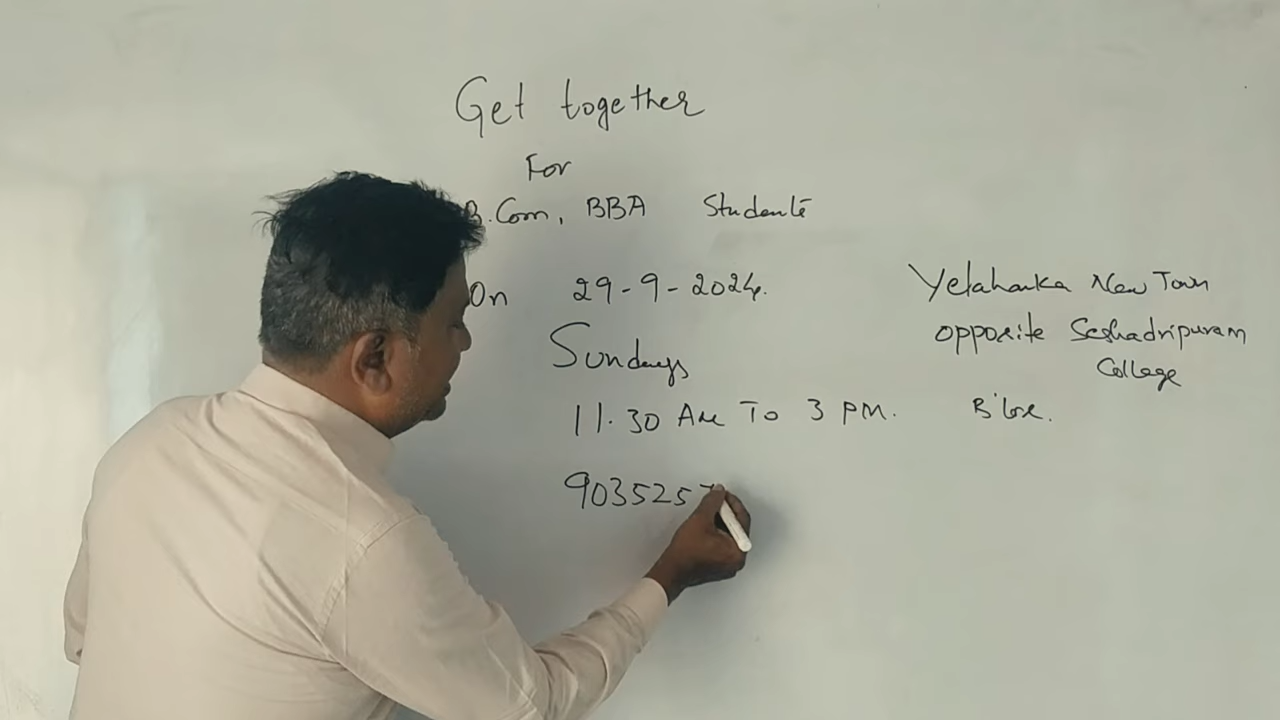 Get together
For
B.Com, BBA Students
On 29-9-2024.
Sundays
11.30 AM To 3 PM.
903525
Yelahanka New Town
opposite Seshadripuram
College
B'lore.